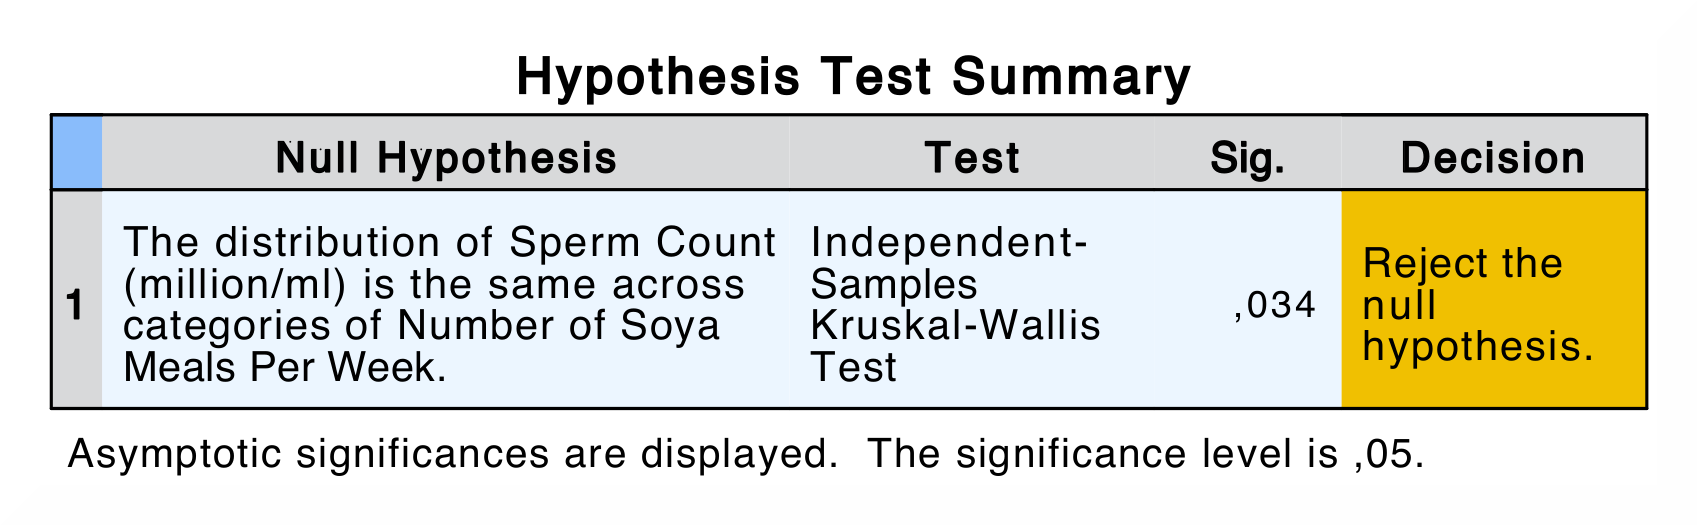 Hypothesis Test Summary
Null Hypothesis Test Sig. Decision
1
The distribution of Sperm Count
(million/ml) is the same across
categories of Number of Soya
Meals Per Week.
Independent-
Samples
Kruskal-Wallis
Test
,034
Reject the
null
hypothesis.
Asymptotic significances are displayed. The significance level is ,05.